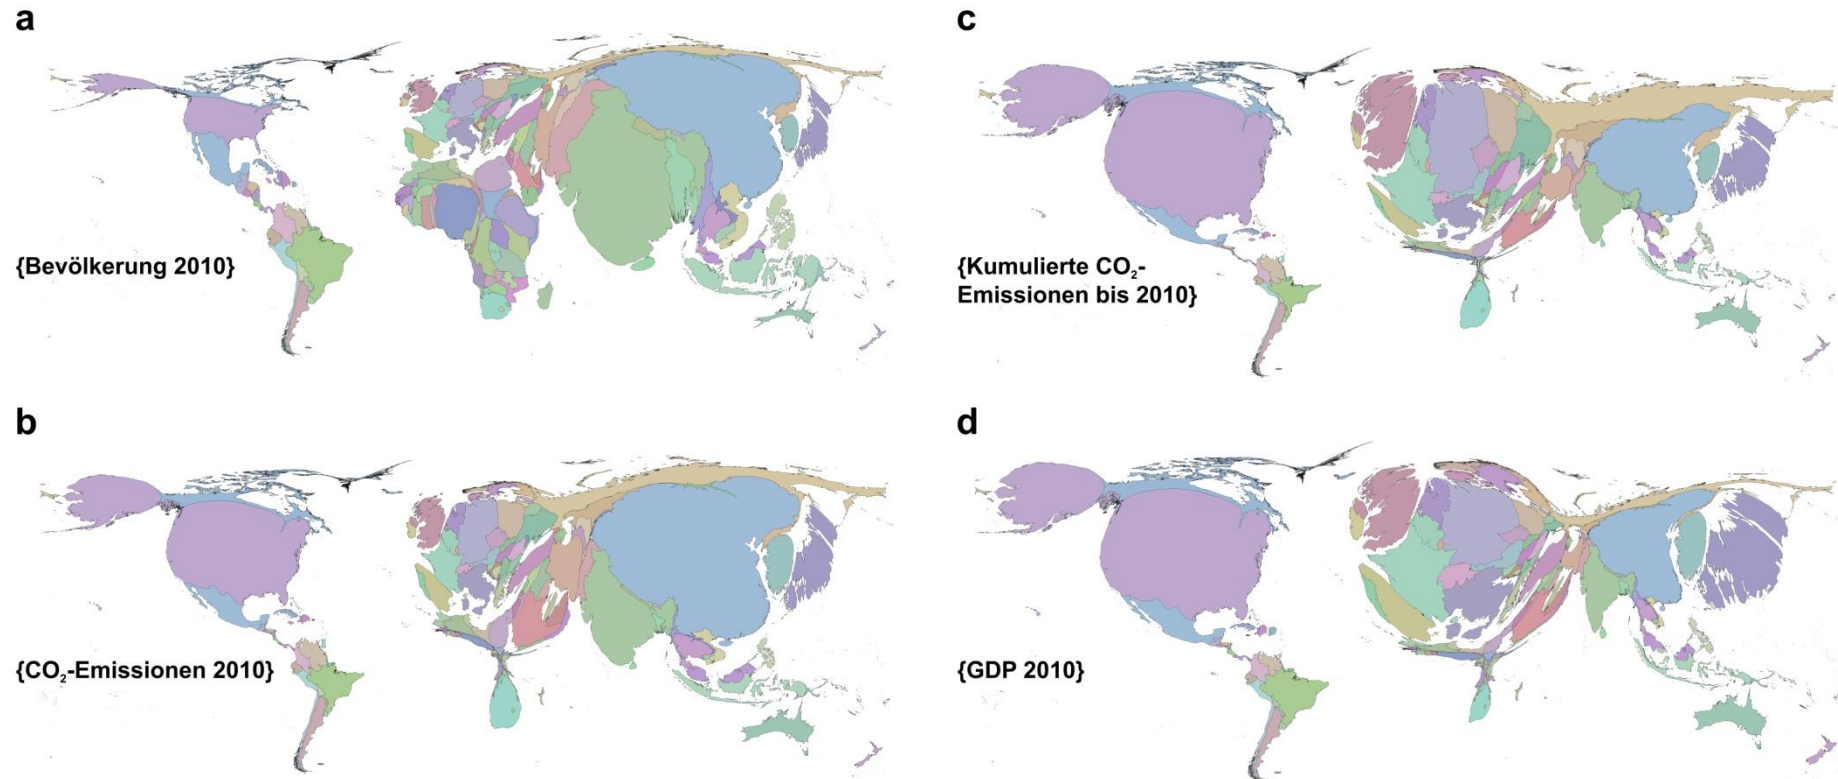 a
{Bevölkerung 2010}
b
{CO₂-Emissionen 2010}
c
{Kumulierte CO₂-
Emissionen bis 2010}
d
{GDP 2010}